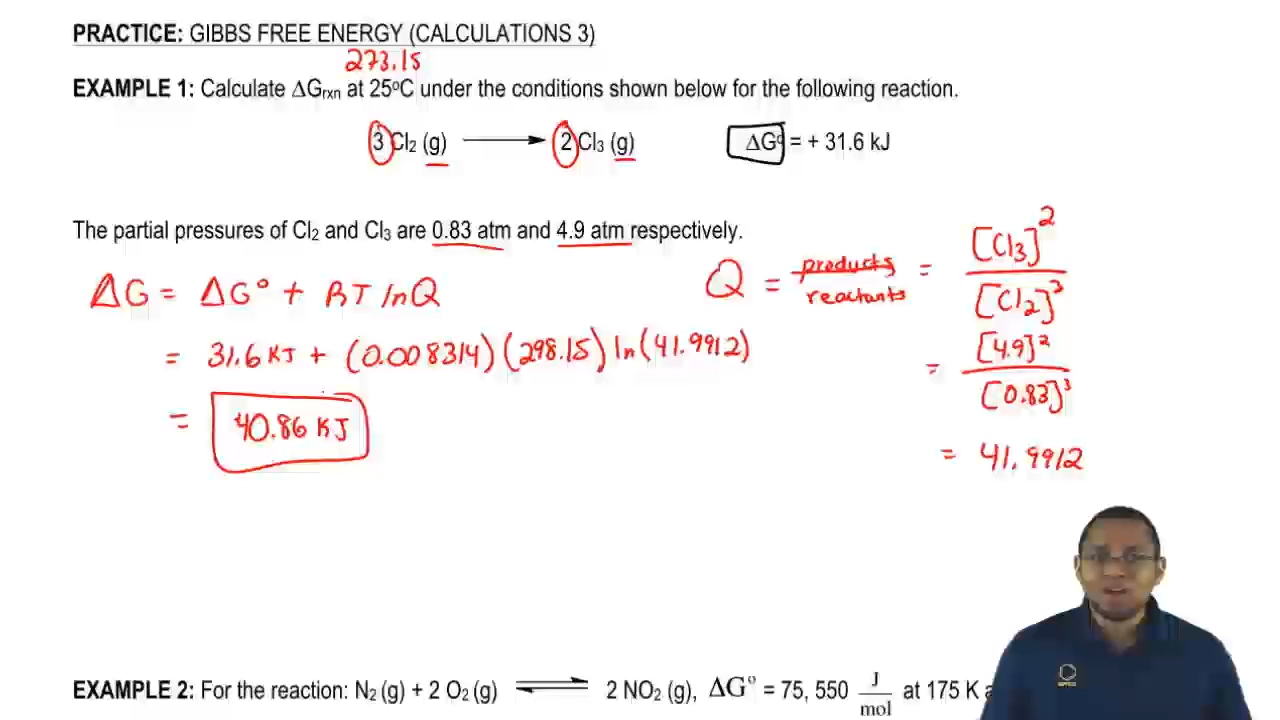 PRACTICE: GIBBS FREE ENERGY (CALCULATIONS 3)
273.15
EXAMPLE 1: Calculate ΔGrxn at 25°C under the conditions shown below for the following reaction.
3 Cl₂ (g) ⟶ 2 Cl₃ (g) ΔG° = + 31.6 kJ
The partial pressures of Cl₂ and Cl₃ are 0.83 atm and 4.9 atm respectively.
ΔG = ΔG° + RT ln Q
= 31.6 KJ + (0.008314) (298.15) ln (41.9912)
= 40.86 KJ
Q = products / reactants = [Cl₃]² / [Cl₂]³
= [4.9]² / [0.83]³
= 41.9912
EXAMPLE 2: For the reaction: N₂ (g) + 2 O₂ (g) ⇌ 2 NO₂ (g), ΔG° = 75, 550 J/mol at 175 K